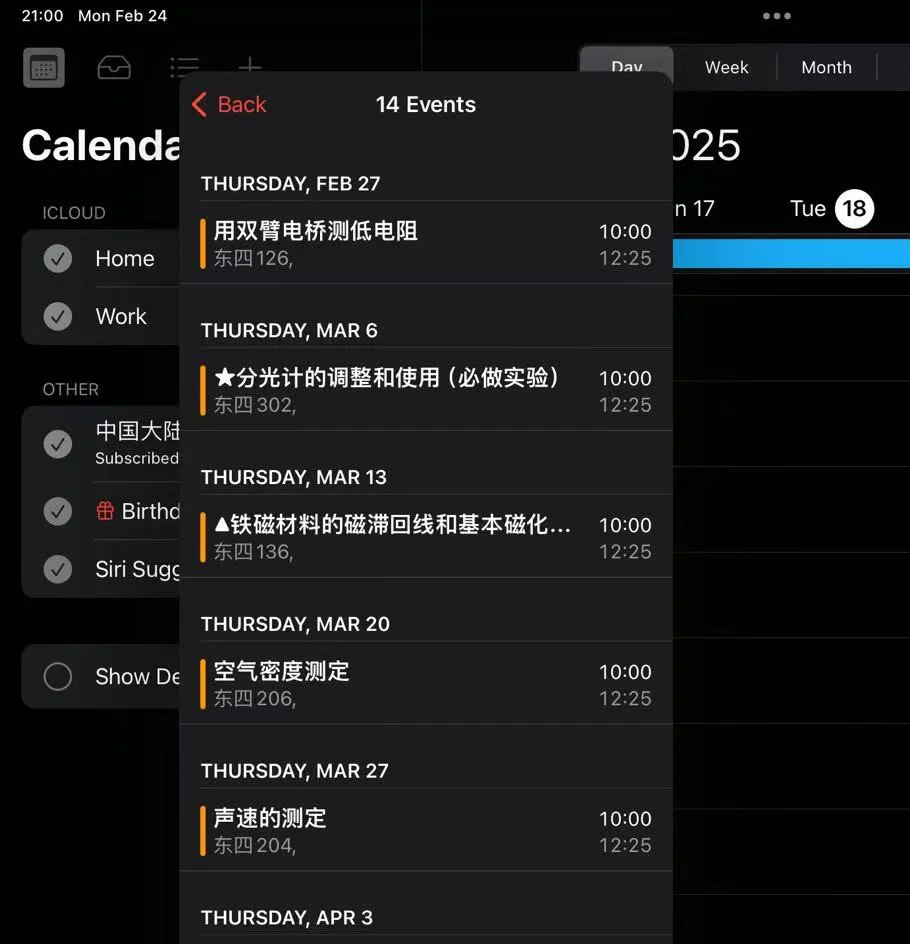 21:00 Mon Feb 24
Day
Week
Month
Back
14 Events
Calenda
025
ICLOUD
Home
Work
n 17
Tue 18
OTHER
中国大陆
Subscribed
Birthd
Siri Sugg
Show De
THURSDAY, FEB 27
用双臂电桥测低电阻 10:00
东四126, 12:25
THURSDAY, MAR 6
★分光计的调整和使用（必做实验） 10:00
东四302, 12:25
THURSDAY, MAR 13
▲铁磁材料的磁滞回线和基本磁化... 10:00
东四136, 12:25
THURSDAY, MAR 20
空气密度测定 10:00
东四206, 12:25
THURSDAY, MAR 27
声速的测定 10:00
东四204, 12:25
THURSDAY, APR 3